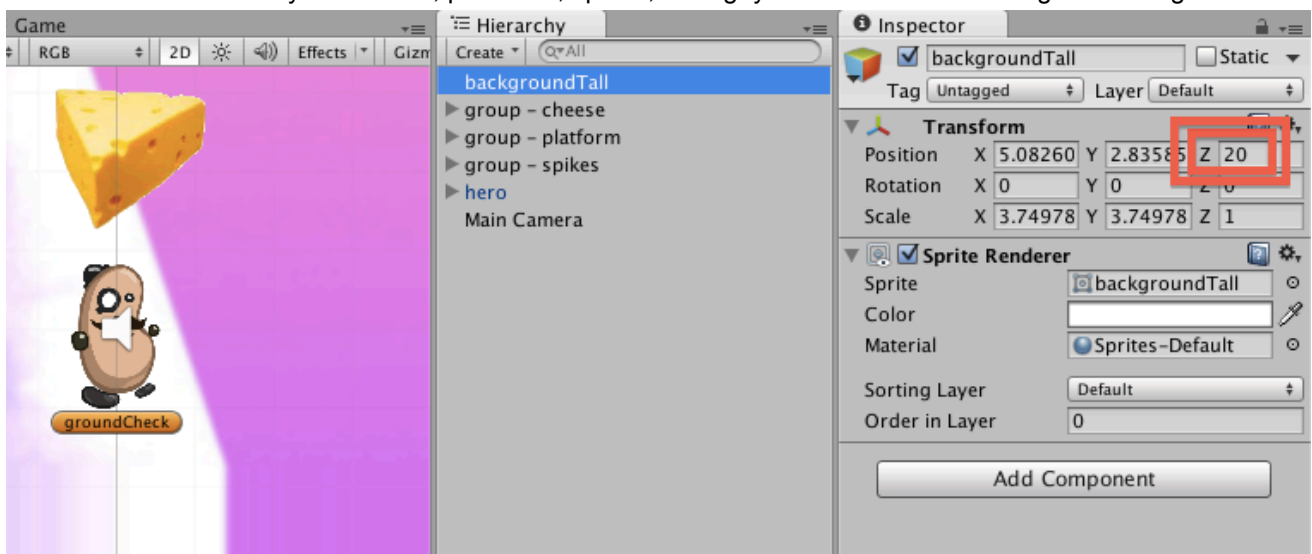 Game
RGB 2D Effects Gizm
groundCheck
Hierarchy
Create All
backgroundTall
group - cheese
group - platform
group - spikes
hero
Main Camera
Inspector
backgroundTall Static
Tag Untagged Layer Default
Transform
Position X 5.08260 Y 2.83585 Z 20
Rotation X 0 Y 0 Z 0
Scale X 3.74978 Y 3.74978 Z 1
Sprite Renderer
Sprite backgroundTall
Color
Material Sprites-Default
Sorting Layer Default
Order in Layer 0
Add Component